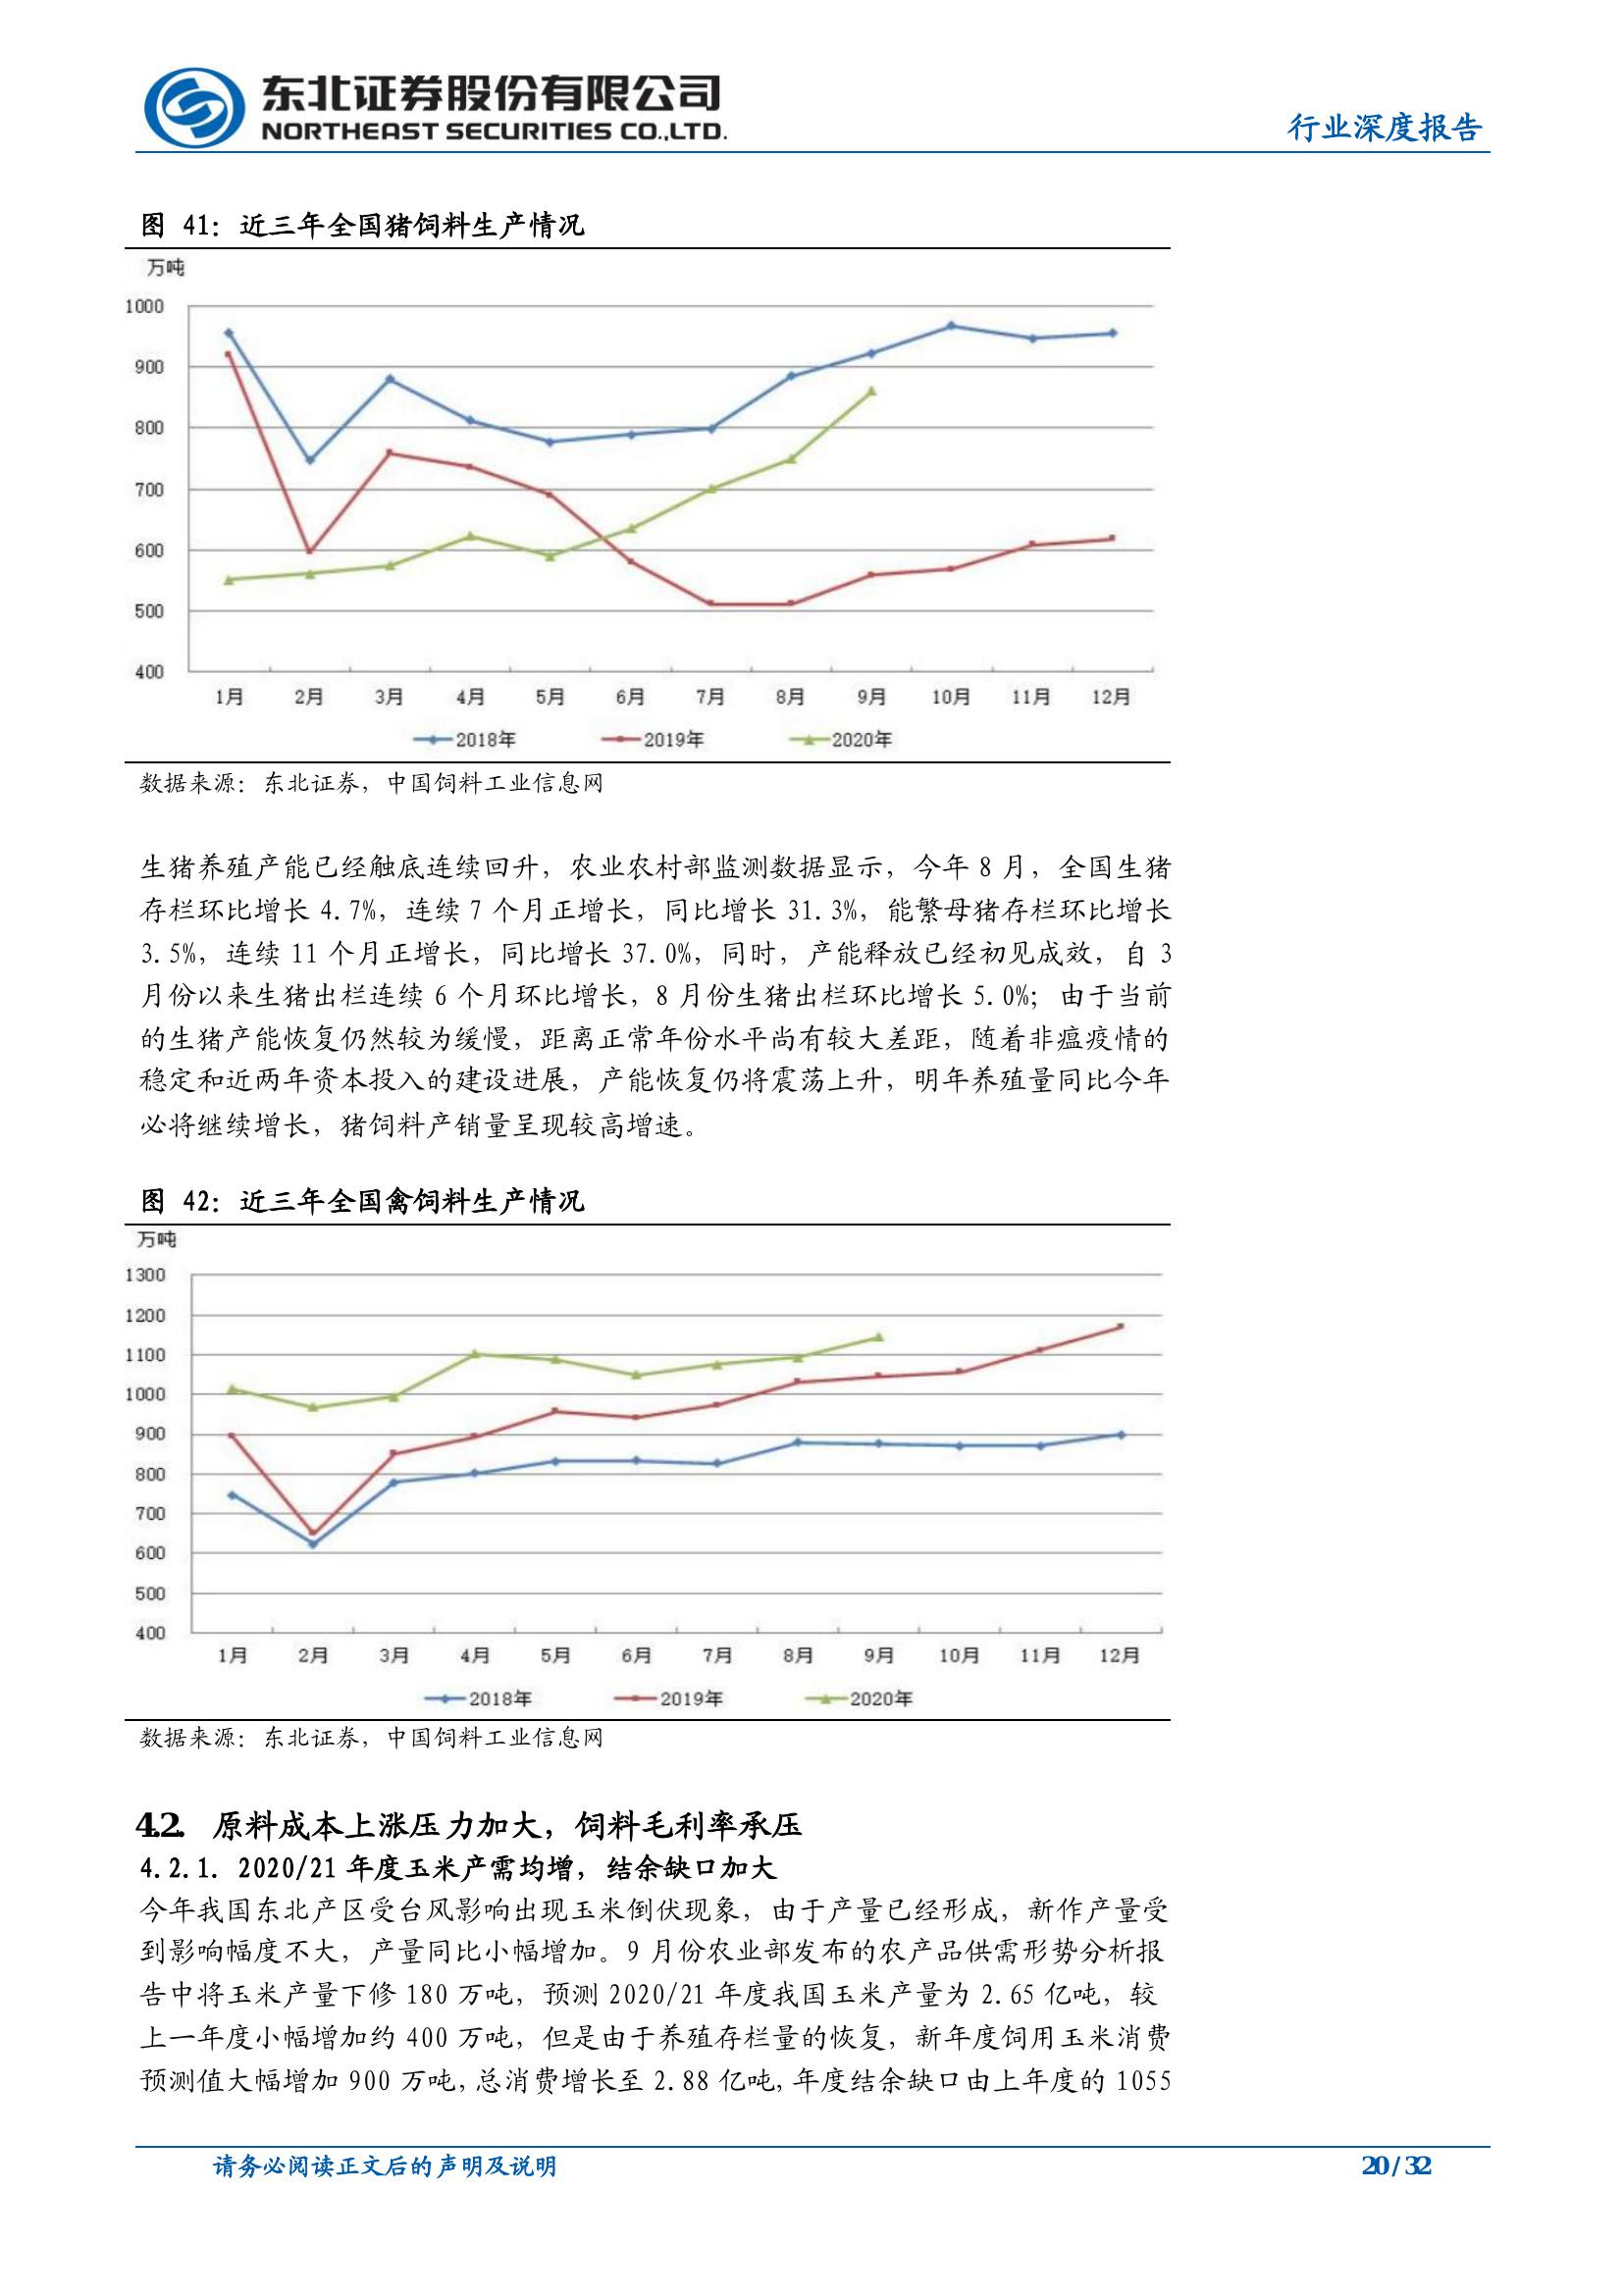 东北证券股份有限公司
NORTHEAST SECURITIES CO.,LTD.
行业深度报告
图 41：近三年全国猪饲料生产情况
万吨
1000
900
800
700
600
500
400
1月 2月 3月 4月 5月 6月 7月 8月 9月 10月 11月 12月
2018年 2019年 2020年
数据来源：东北证券，中国饲料工业信息网
生猪养殖产能已经触底连续回升，农业农村部监测数据显示，今年 8 月，全国生猪
存栏环比增长 4.7%，连续 7 个月正增长，同比增长 31.3%，能繁母猪存栏环比增长
3.5%，连续 11 个月正增长，同比增长 37.0%，同时，产能释放已经初见成效，自 3
月份以来生猪出栏连续 6 个月环比增长，8 月份生猪出栏环比增长 5.0%；由于当前
的生猪产能恢复仍然较为缓慢，距离正常年份水平尚有较大差距，随着非瘟疫情的
稳定和近两年资本投入的建设进展，产能恢复仍将震荡上升，明年养殖量同比今年
必将继续增长，猪饲料产销量呈现较高增速。
图 42：近三年全国禽饲料生产情况
万吨
1300
1200
1100
1000
900
800
700
600
500
400
1月 2月 3月 4月 5月 6月 7月 8月 9月 10月 11月 12月
2018年 2019年 2020年
数据来源：东北证券，中国饲料工业信息网
4.2. 原料成本上涨压力加大，饲料毛利率承压
4.2.1. 2020/21 年度玉米产需均增，结余缺口加大
今年我国东北产区受台风影响出现玉米倒伏现象，由于产量已经形成，新作产量受
到影响幅度不大，产量同比小幅增加。9 月份农业部发布的农产品供需形势分析报
告中将玉米产量下修 180 万吨，预测 2020/21 年度我国玉米产量为 2.65 亿吨，较
上一年度小幅增加约 400 万吨，但是由于养殖存栏量的恢复，新年度饲用玉米消费
预测值大幅增加 900 万吨，总消费增长至 2.88 亿吨，年度结余缺口由上年度的 1055
请务必阅读正文后的声明及说明
20 / 32